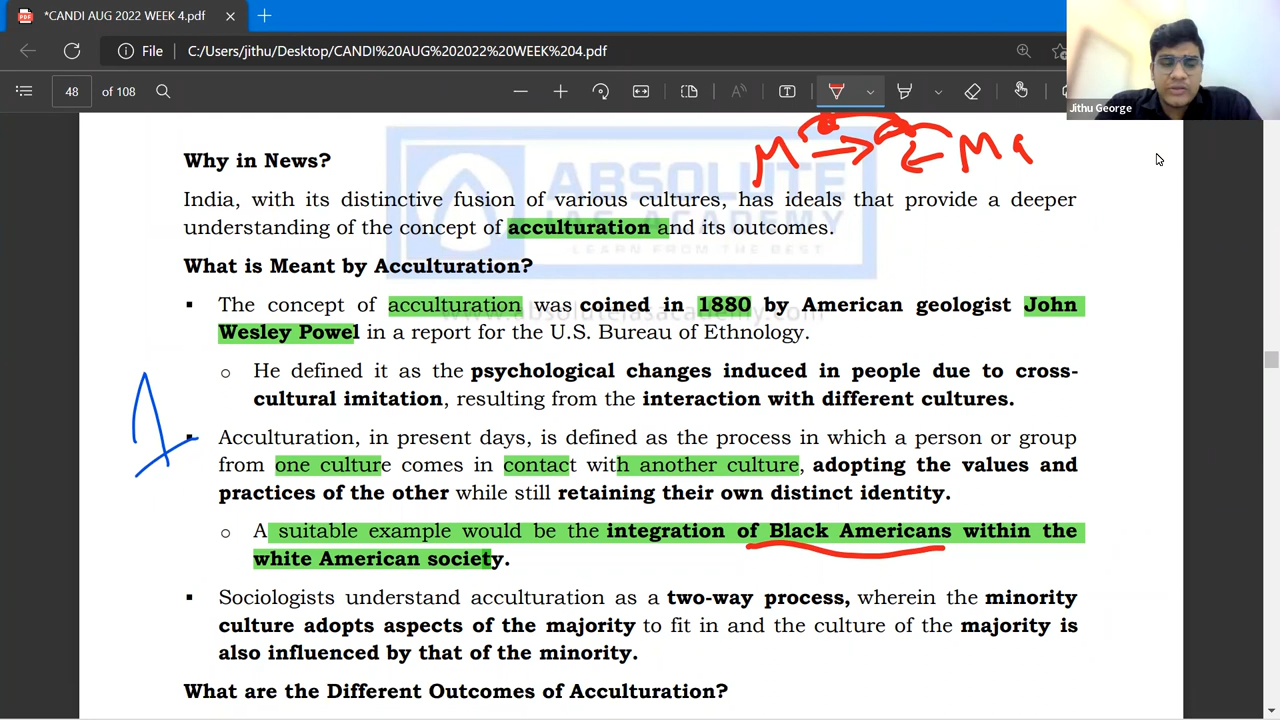 *CANDI AUG 2022 WEEK 4.pdf
File C:/Users/jithu/Desktop/CANDI%20AUG%202022%20WEEK%204.pdf
48 of 108
Jithu George
M → ← Ma
ABSOLUTE
IAS ACADEMY
LEARN FROM THE BEST
Why in News?
India, with its distinctive fusion of various cultures, has ideals that provide a deeper
understanding of the concept of acculturation and its outcomes.
What is Meant by Acculturation?
▪ The concept of acculturation was coined in 1880 by American geologist John
Wesley Powel in a report for the U.S. Bureau of Ethnology.
o He defined it as the psychological changes induced in people due to cross-
cultural imitation, resulting from the interaction with different cultures.
▪ Acculturation, in present days, is defined as the process in which a person or group
from one culture comes in contact with another culture, adopting the values and
practices of the other while still retaining their own distinct identity.
o A suitable example would be the integration of Black Americans within the
white American society.
▪ Sociologists understand acculturation as a two-way process, wherein the minority
culture adopts aspects of the majority to fit in and the culture of the majority is
also influenced by that of the minority.
What are the Different Outcomes of Acculturation?